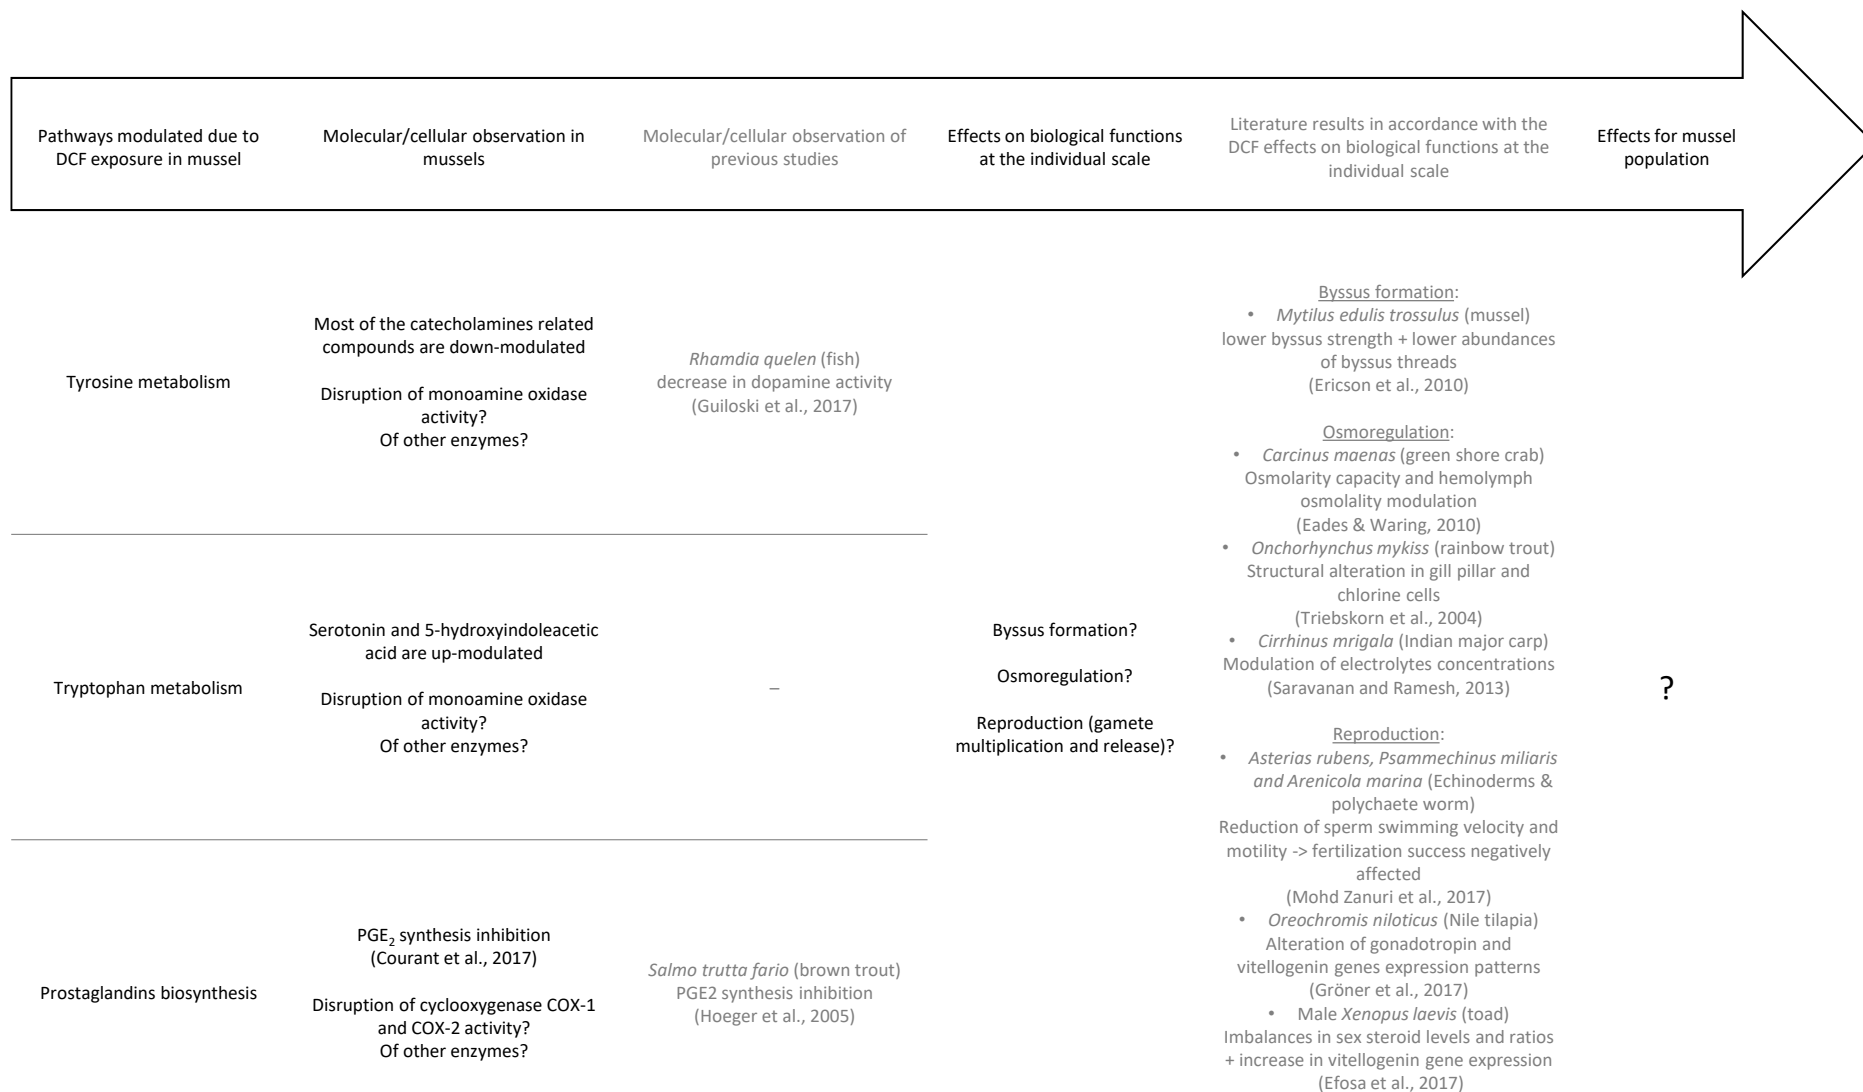 Pathways modulated due to
DCF exposure in mussel
Molecular/cellular observation in
mussels
Molecular/cellular observation of
previous studies
Effects on biological functions
at the individual scale
Literature results in accordance with the
DCF effects on biological functions at the
individual scale
Effects for mussel
population
Tyrosine metabolism
Most of the catecholamines related
compounds are down-modulated
Disruption of monoamine oxidase
activity?
Of other enzymes?
Rhamdia quelen (fish)
decrease in dopamine activity
(Guiloski et al., 2017)
Tryptophan metabolism
Serotonin and 5-hydroxyindoleacetic
acid are up-modulated
Disruption of monoamine oxidase
activity?
Of other enzymes?
–
Prostaglandins biosynthesis
PGE2 synthesis inhibition
(Courant et al., 2017)
Disruption of cyclooxygenase COX-1
and COX-2 activity?
Of other enzymes?
Salmo trutta fario (brown trout)
PGE2 synthesis inhibition
(Hoeger et al., 2005)
Byssus formation?
Osmoregulation?
Reproduction (gamete
multiplication and release)?
Byssus formation:
• Mytilus edulis trossulus (mussel)
lower byssus strength + lower abundances
of byssus threads
(Ericson et al., 2010)
Osmoregulation:
• Carcinus maenas (green shore crab)
Osmolarity capacity and hemolymph
osmolality modulation
(Eades & Waring, 2010)
• Onchorhynchus mykiss (rainbow trout)
Structural alteration in gill pillar and
chlorine cells
(Triebskorn et al., 2004)
• Cirrhinus mrigala (Indian major carp)
Modulation of electrolytes concentrations
(Saravanan and Ramesh, 2013)
Reproduction:
• Asterias rubens, Psammechinus miliaris
and Arenicola marina (Echinoderms &
polychaete worm)
Reduction of sperm swimming velocity and
motility -> fertilization success negatively
affected
(Mohd Zanuri et al., 2017)
• Oreochromis niloticus (Nile tilapia)
Alteration of gonadotropin and
vitellogenin genes expression patterns
(Gröner et al., 2017)
• Male Xenopus laevis (toad)
Imbalances in sex steroid levels and ratios
+ increase in vitellogenin gene expression
(Efosa et al., 2017)
?